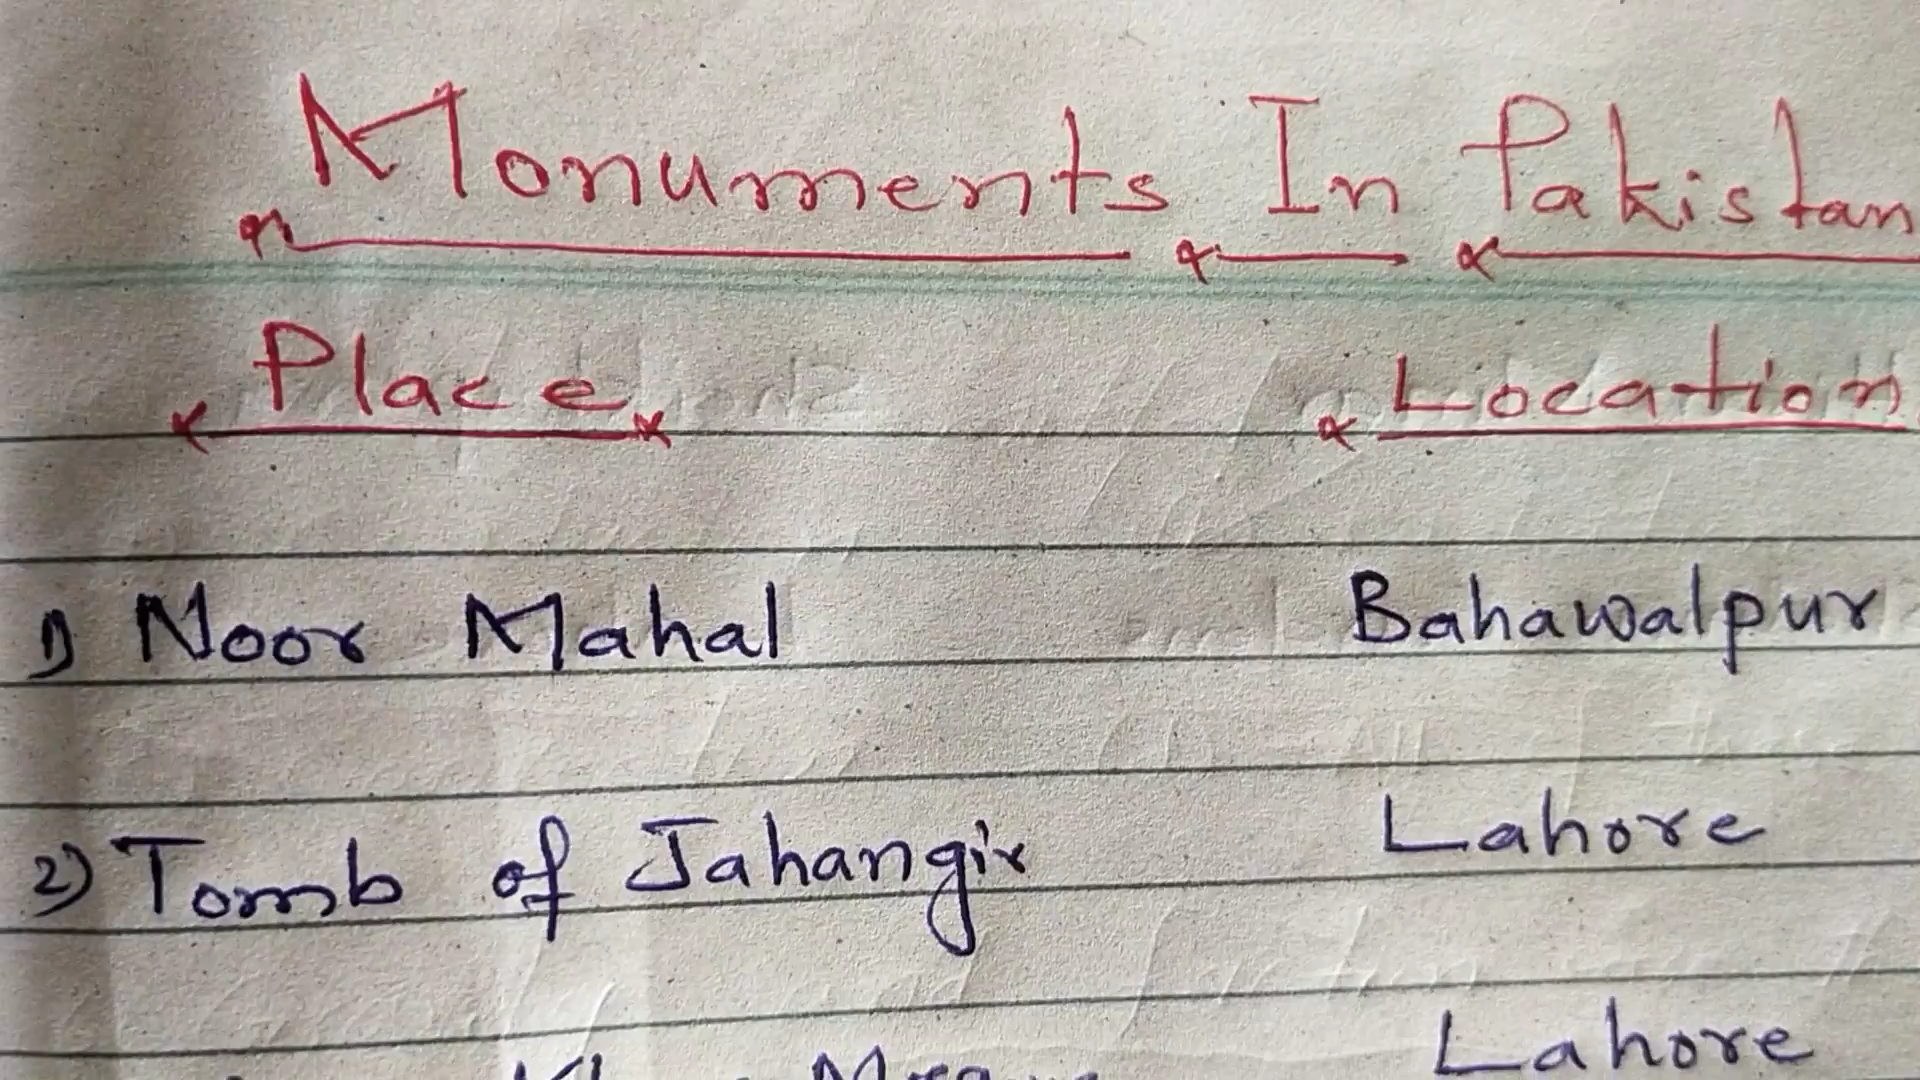 Monuments In Pakistan
Place Location
1) Noor Mahal Bahawalpur
2) Tomb of Jahangir Lahore
Lahore